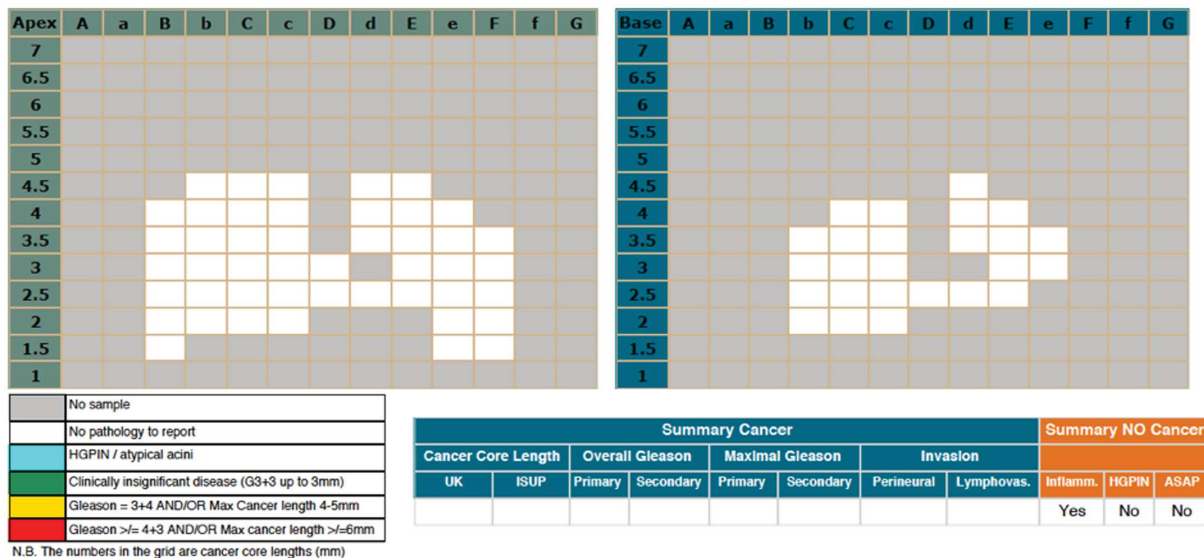 Apex A a B b C c D d E e F f G
7
6.5
6
5.5
5
4.5
4
3.5
3
2.5
2
1.5
1
Base A a B b C c D d E e F f G
7
6.5
6
5.5
5
4.5
4
3.5
3
2.5
2
1.5
1
No sample
No pathology to report
HGPIN / atypical acini
Clinically insignificant disease (G3+3 up to 3mm)
Gleason = 3+4 AND/OR Max Cancer length 4-5mm
Gleason >/= 4+3 AND/OR Max cancer length >/=6mm
N.B. The numbers in the grid are cancer core lengths (mm)
Summary Cancer Summary NO Cancer
Cancer Core Length Overall Gleason Maximal Gleason Invasion
UK ISUP Primary Secondary Primary Secondary Perineural Lymphovas. Inflamm. HGPIN ASAP
Yes No No